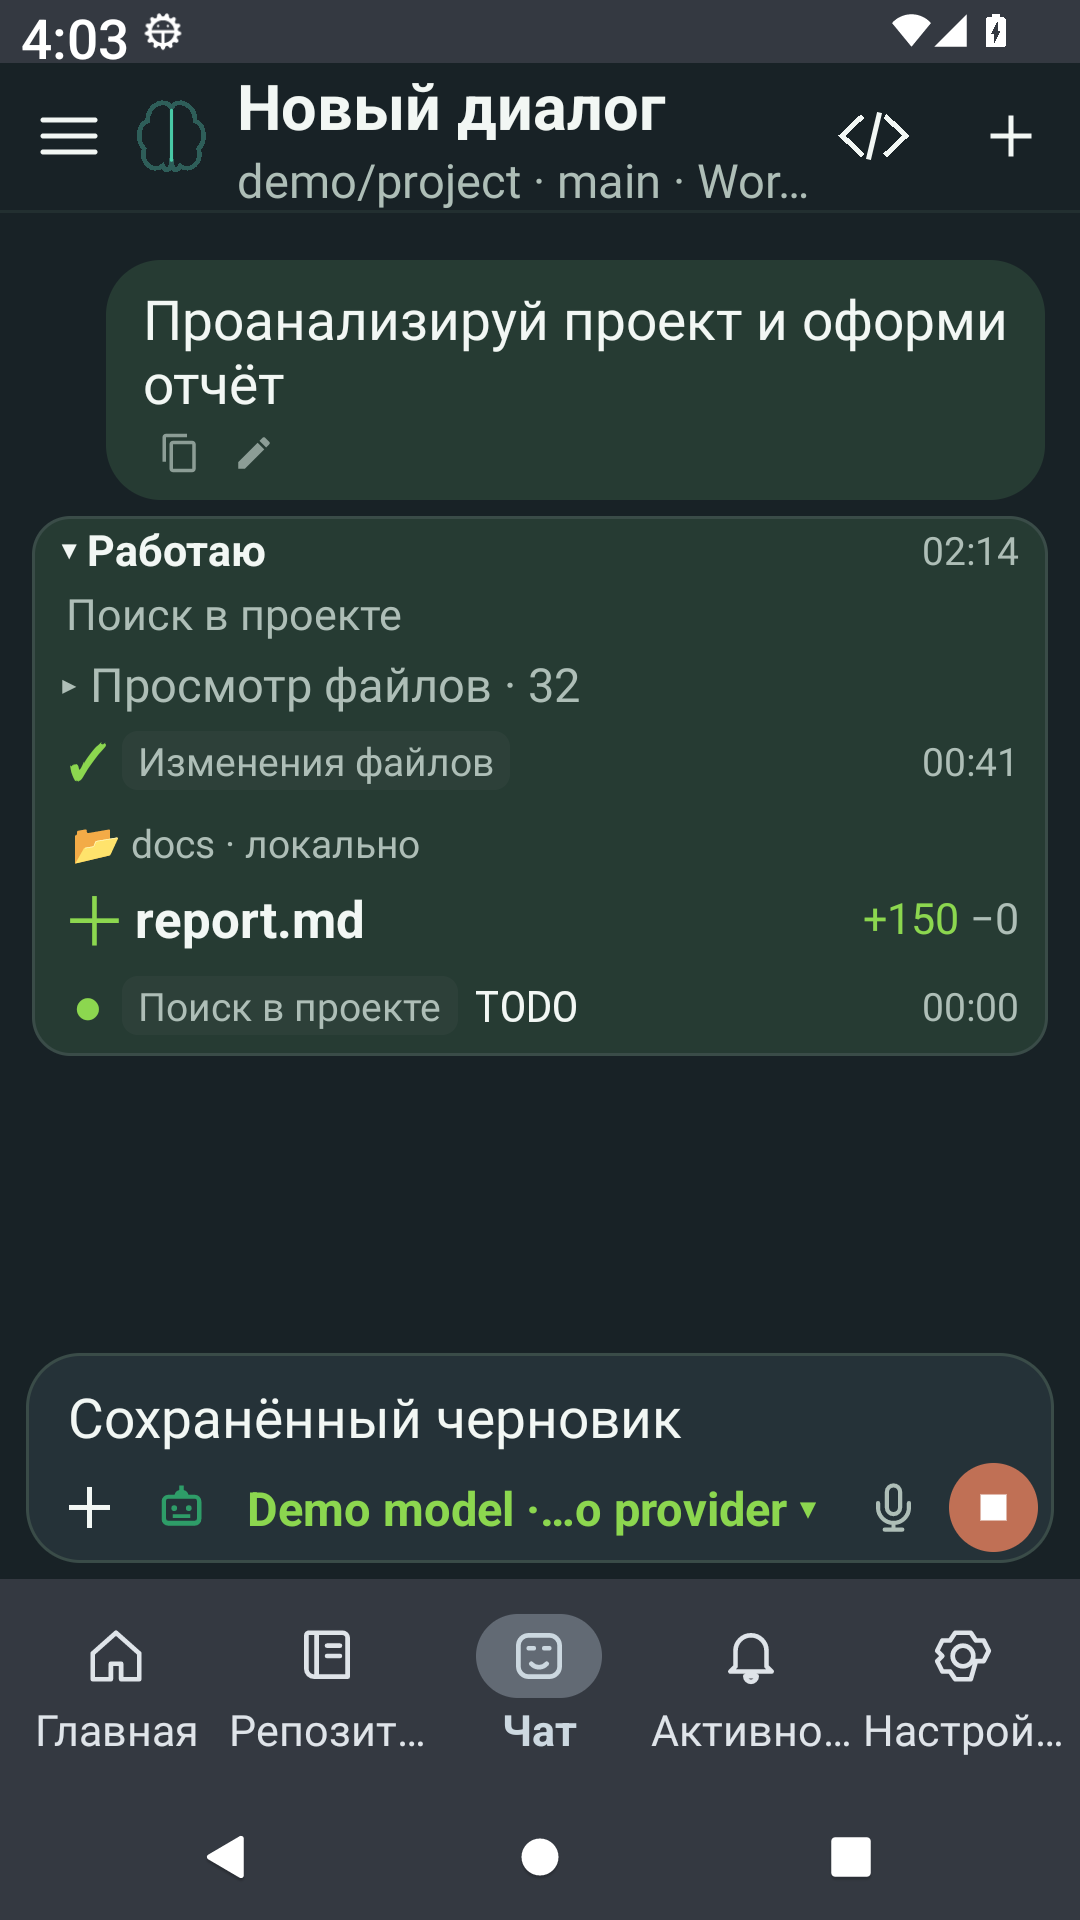 4:03
Новый диалог
demo/project · main · Wor...
Проанализируй проект и оформи
отчёт
▾ Работаю 02:14
Поиск в проекте
▸ Просмотр файлов · 32
✓ Изменения файлов 00:41
docs · локально
+ report.md +150 −0
● Поиск в проекте TODO 00:00
Сохранённый черновик
Demo model ·...o provider ▾
Главная Репозит... Чат Активно... Настрой...